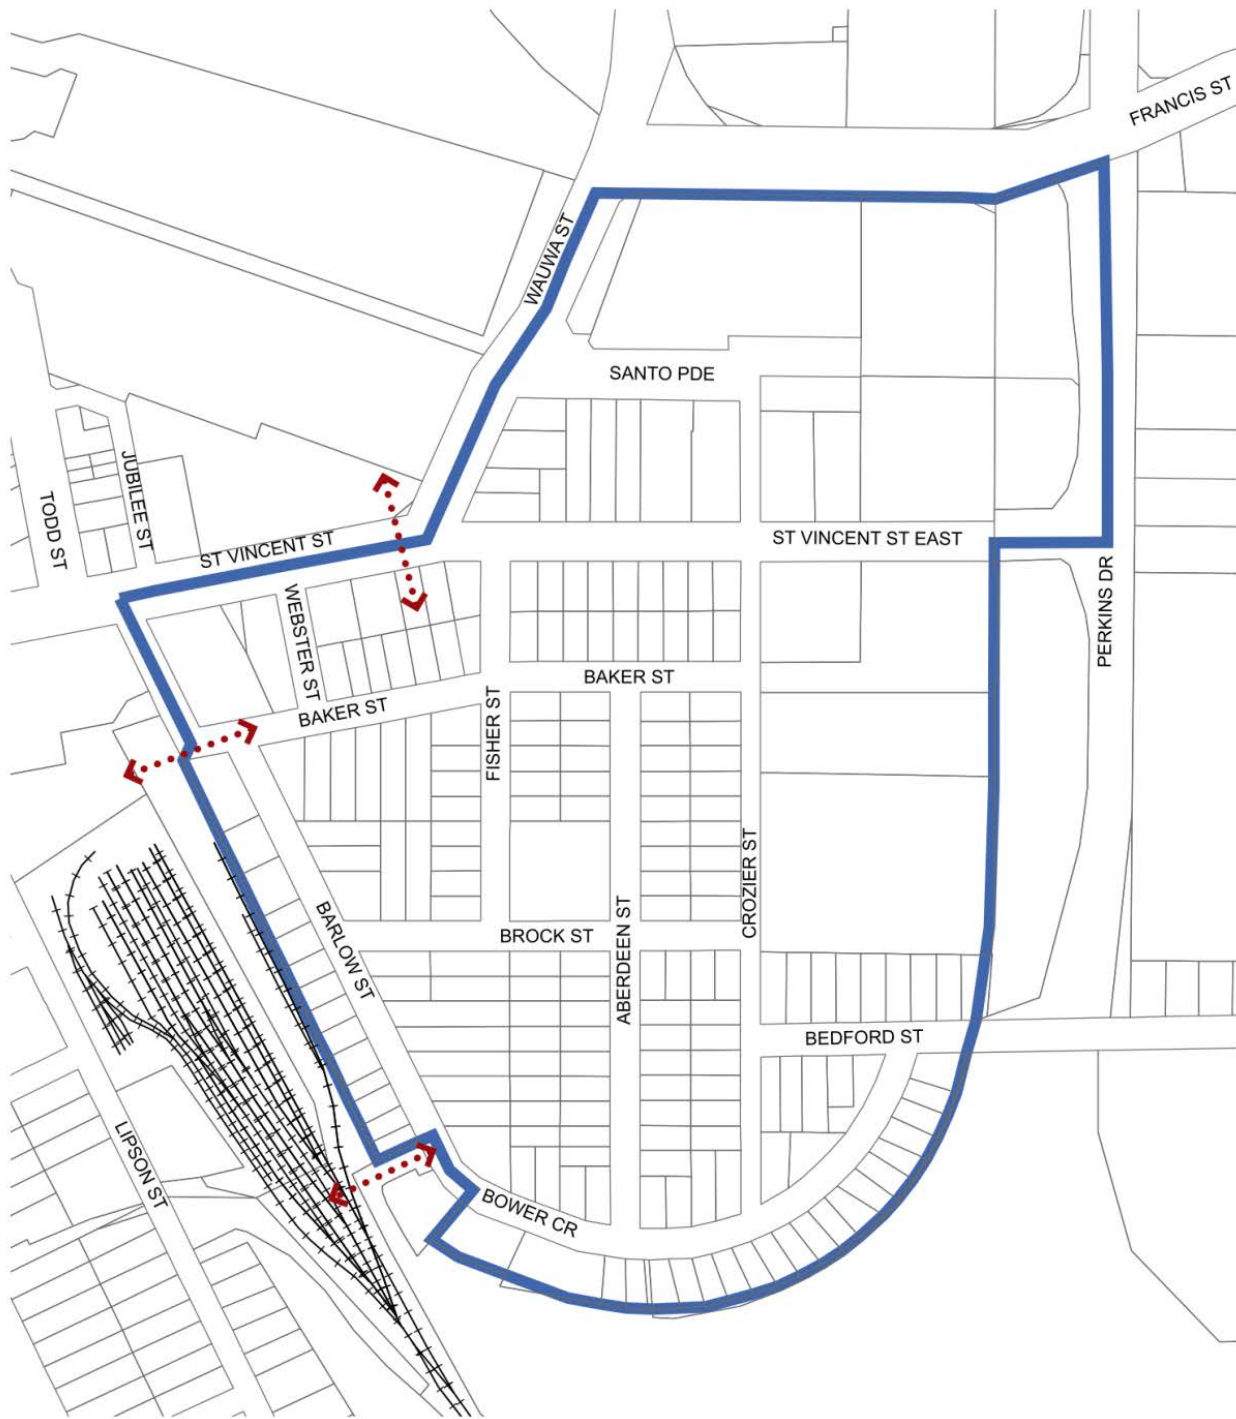 FRANCIS ST
WAUWA ST
SANTO PDE
JUBILEE ST
TODD ST
ST VINCENT ST
ST VINCENT ST EAST
PERKINS DR
WEBSTER ST
BAKER ST
BAKER ST
FISHER ST
CROZIER ST
BARLOW ST
BROCK ST
ABERDEEN ST
BEDFORD ST
LIPSON ST
BOWER CR